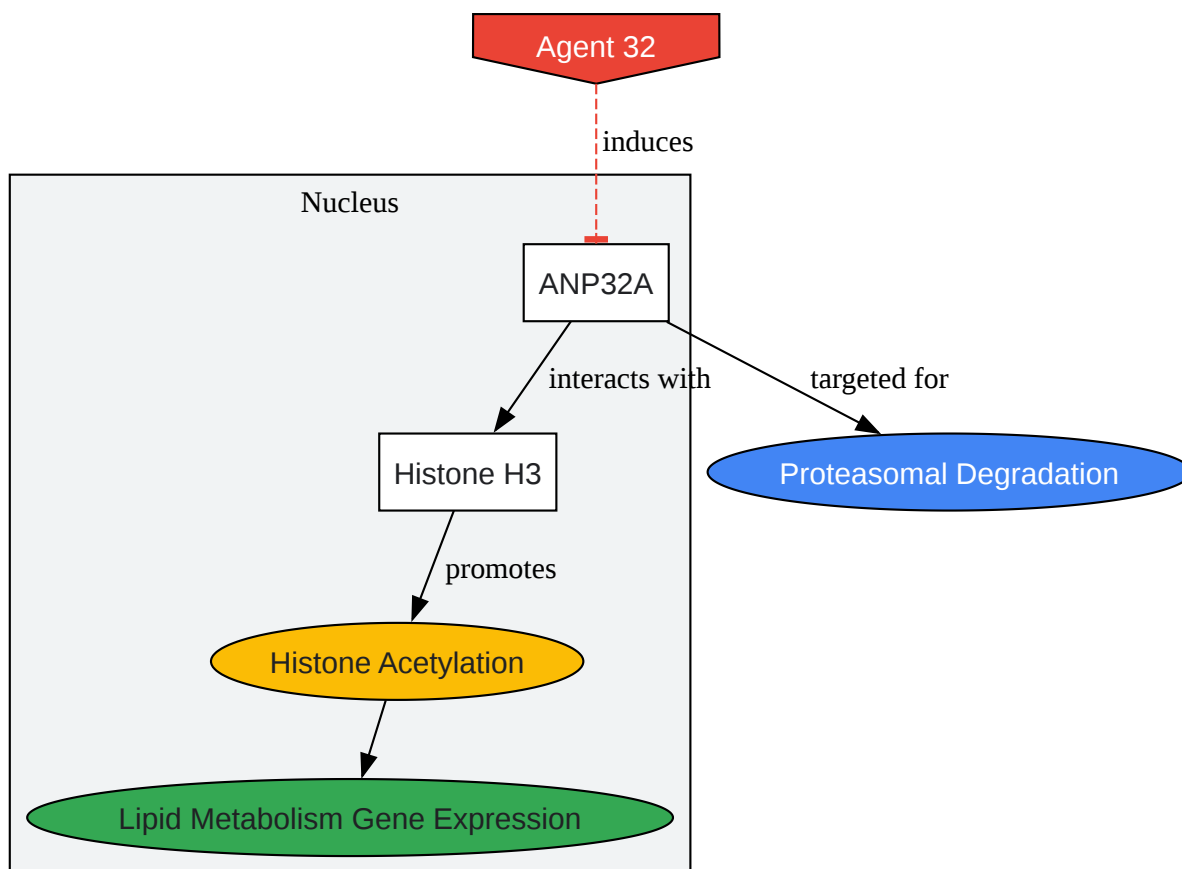 Agent 32
induces
Nucleus
ANP32A
interacts with
targeted for
Histone H3
Proteasomal Degradation
promotes
Histone Acetylation
Lipid Metabolism Gene Expression